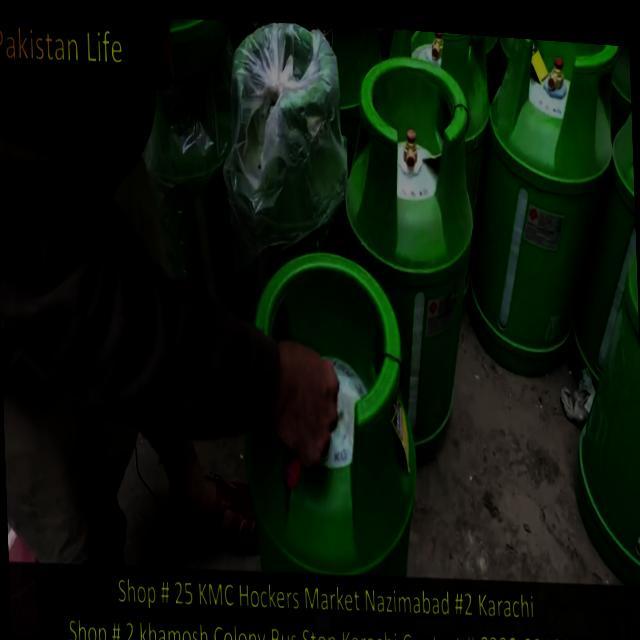 Pakistan Life
Shop # 25 KMC Hockers Market Nazimabad #2 Karachi
Shop # 2 khamosh Colony Bus Stop Karachi